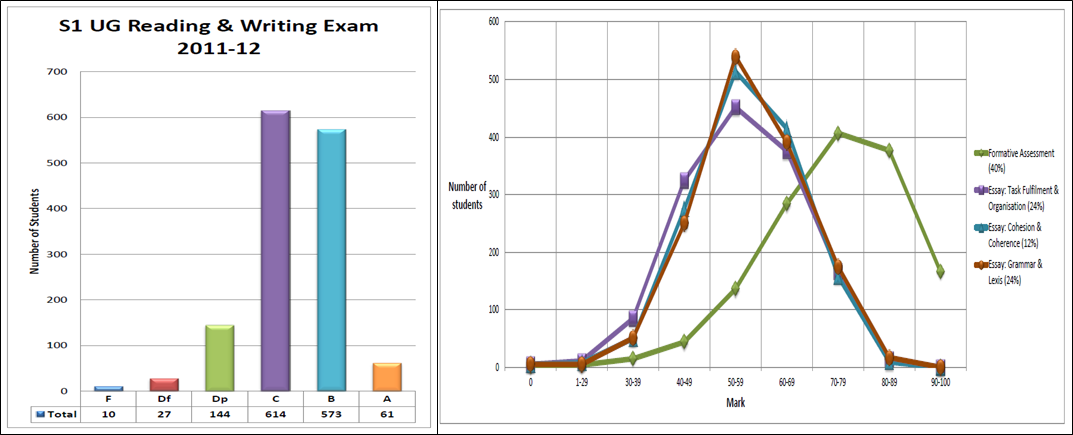 S1 UG Reading & Writing Exam
2011-12
700
600
500
400
300
200
100
0
Number of Students
F Df Dp C B A
Total 10 27 144 614 573 61
600
500
400
300
200
100
0
Number of
students
0 1-29 30-39 40-49 50-59 60-69 70-79 80-89 90-100
Mark
Formative Assessment
(40%)
Essay: Task Fulfilment &
Organisation (24%)
Essay: Cohesion &
Coherence (12%)
Essay: Grammar &
Lexis (24%)